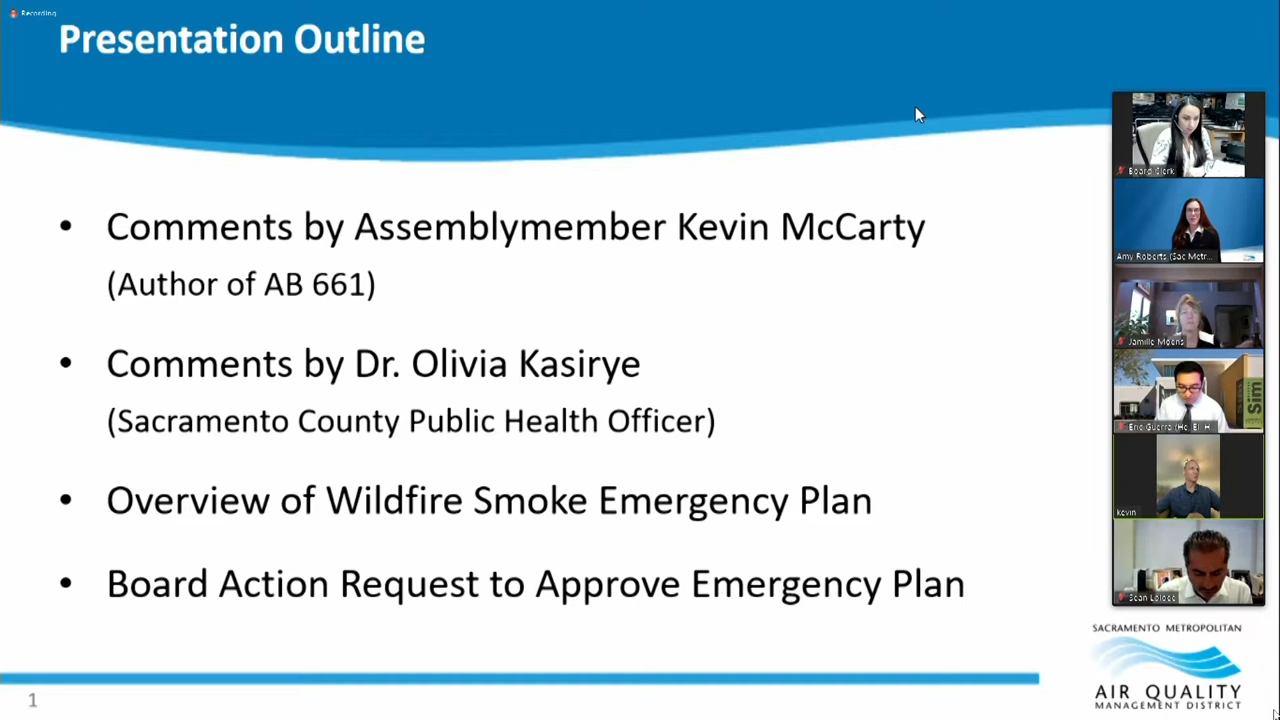 Recording
Presentation Outline
• Comments by Assemblymember Kevin McCarty
(Author of AB 661)
• Comments by Dr. Olivia Kasirye
(Sacramento County Public Health Officer)
• Overview of Wildfire Smoke Emergency Plan
• Board Action Request to Approve Emergency Plan
1
Board Clerk
Amy Roberts (Sac Metr...
Jamille Moens
Eric Guerra
Sim
kevin
Sean Loloee
SACRAMENTO METROPOLITAN
AIR QUALITY
MANAGEMENT DISTRICT